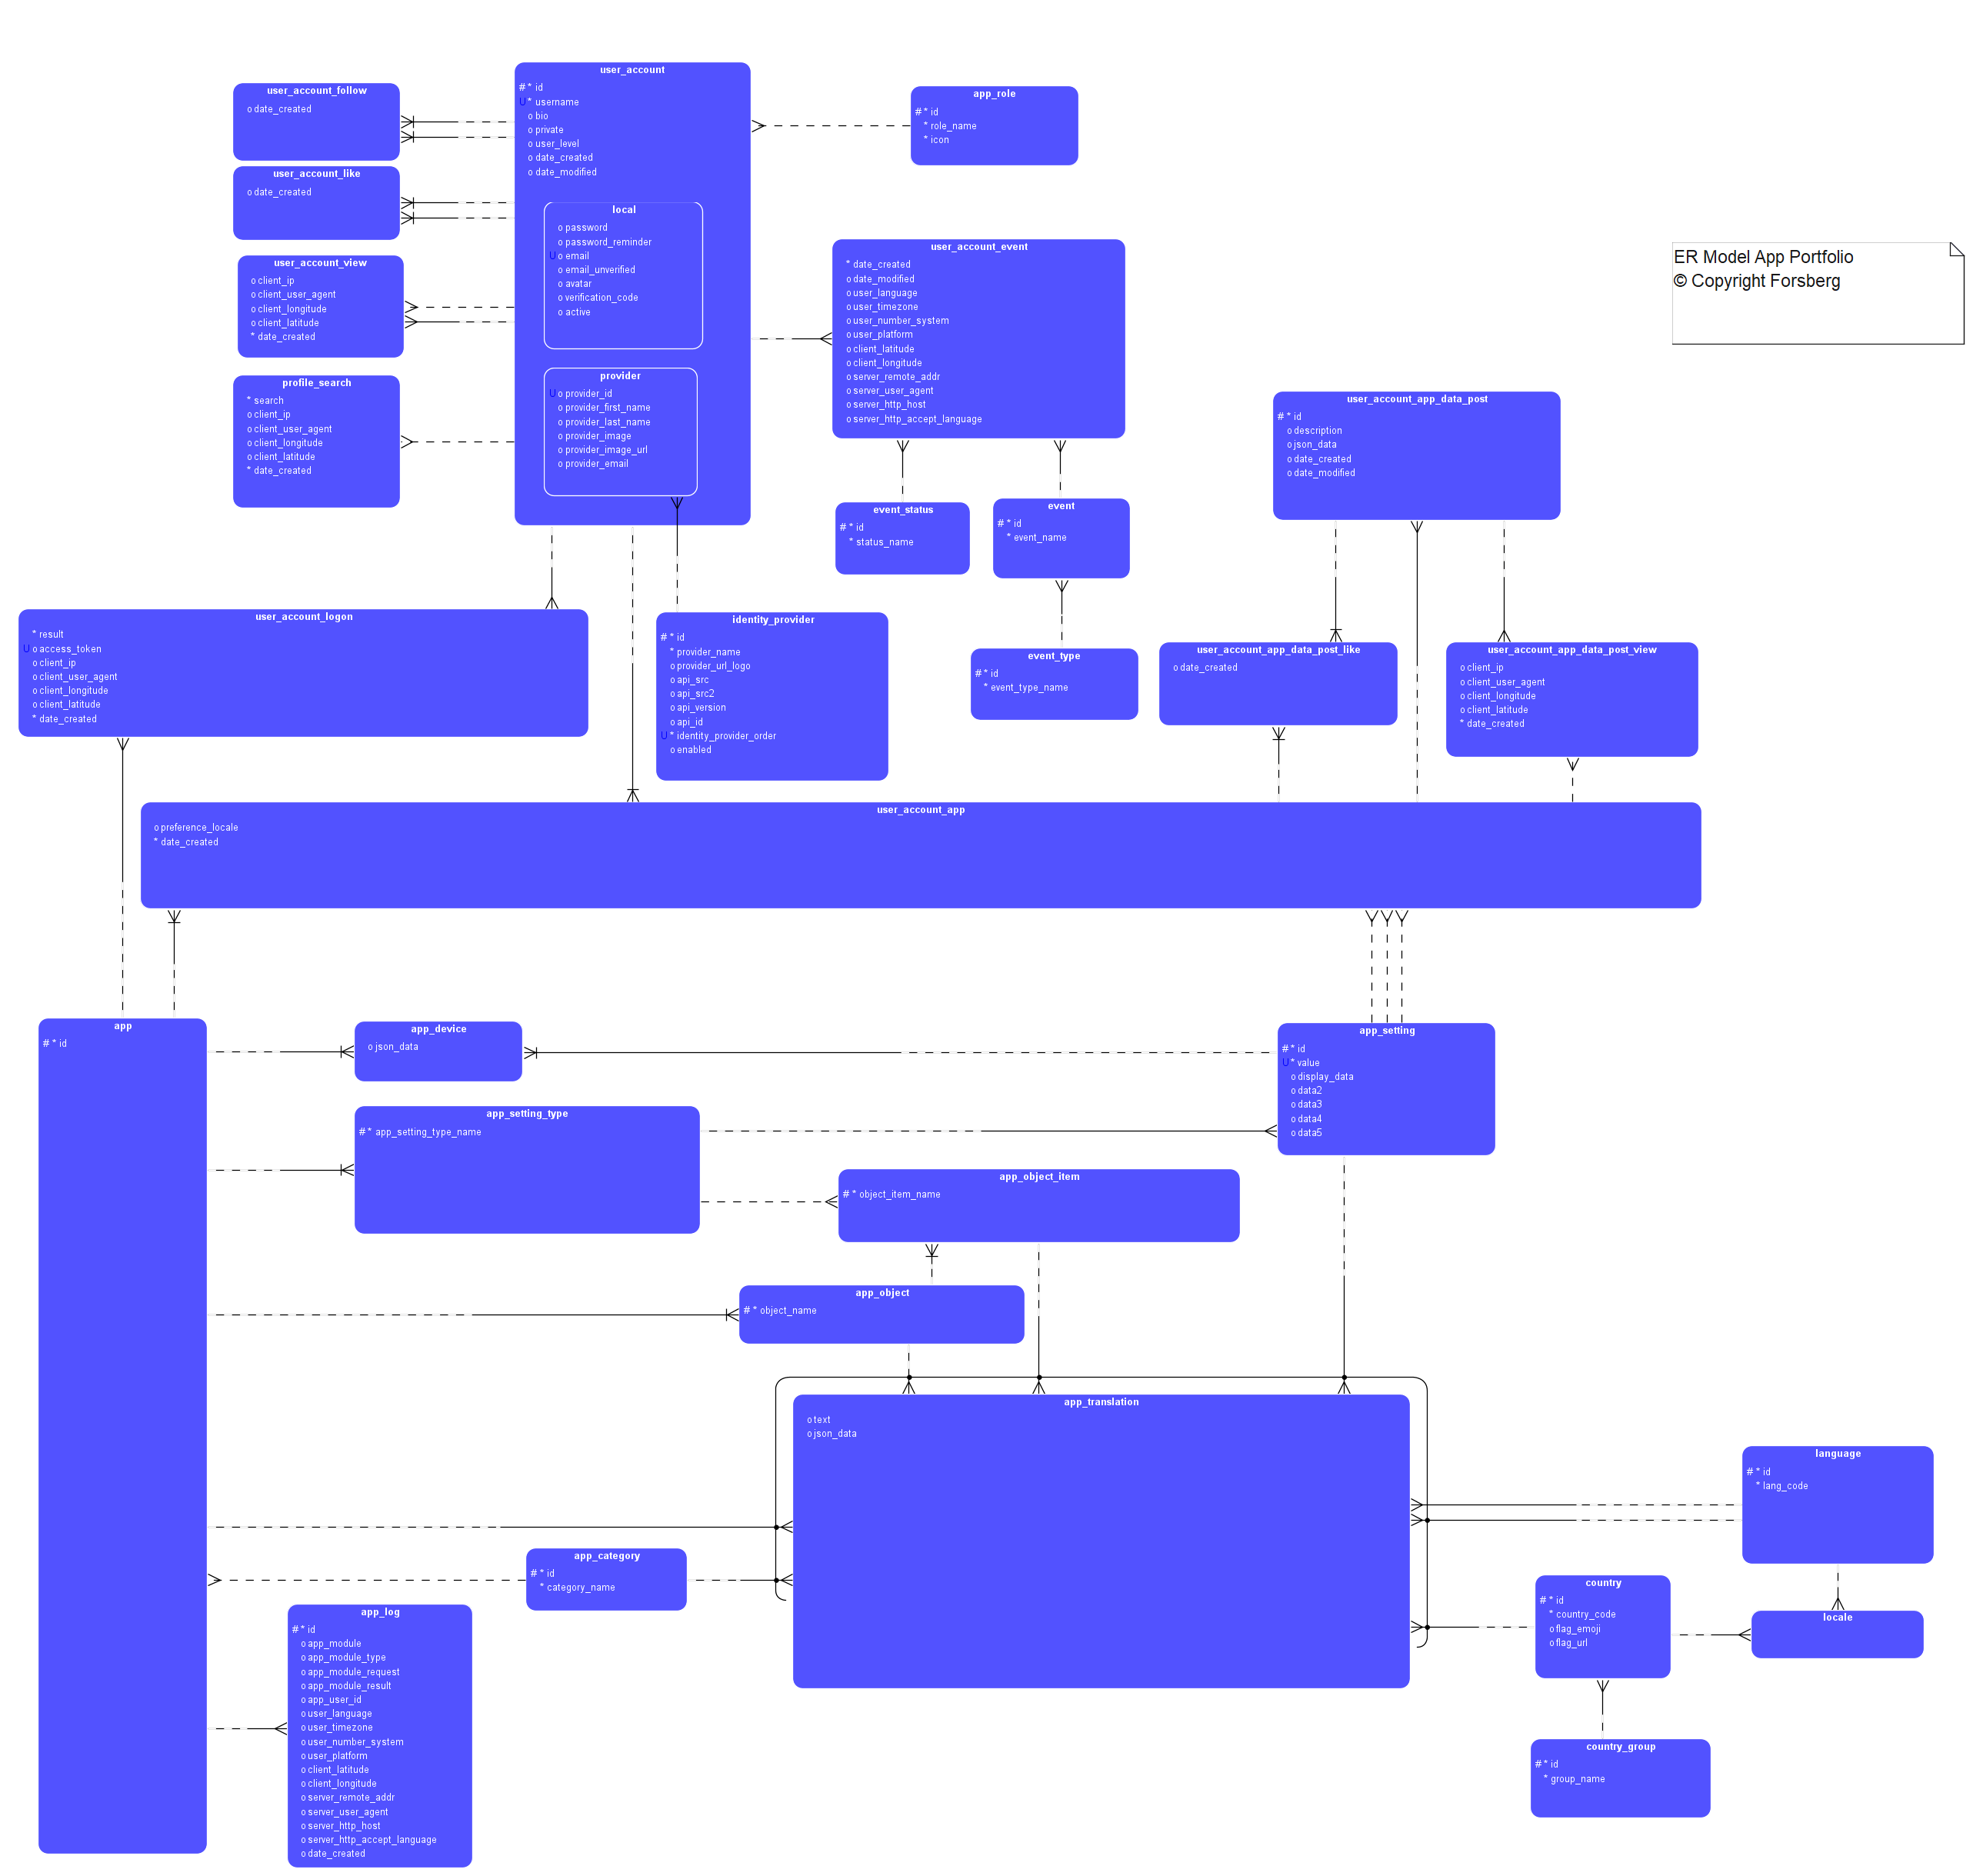 user_account
# * id
U * username
o bio
o private
o user_level
o date_created
o date_modified
local
o password
o password_reminder
U o email
o email_unverified
o avatar
o verification_code
o active
provider
U o provider_id
o provider_first_name
o provider_last_name
o provider_image
o provider_image_url
o provider_email
user_account_follow
o date_created
user_account_like
o date_created
user_account_view
o client_ip
o client_user_agent
o client_longitude
o client_latitude
* date_created
profile_search
* search
o client_ip
o client_user_agent
o client_longitude
o client_latitude
* date_created
app_role
# * id
* role_name
* icon
user_account_event
* date_created
o date_modified
o user_language
o user_timezone
o user_number_system
o user_platform
o client_latitude
o client_longitude
o server_remote_addr
o server_user_agent
o server_http_host
o server_http_accept_language
ER Model App Portfolio
© Copyright Forsberg
user_account_app_data_post
# * id
o description
o json_data
o date_created
o date_modified
event_status
# * id
* status_name
event
# * id
* event_name
event_type
# * id
* event_type_name
user_account_logon
* result
U o access_token
o client_ip
o client_user_agent
o client_longitude
o client_latitude
* date_created
identity_provider
# * id
* provider_name
o provider_url_logo
o api_src
o api_src2
o api_version
o api_id
U * identity_provider_order
o enabled
user_account_app_data_post_like
o date_created
user_account_app_data_post_view
o client_ip
o client_user_agent
o client_longitude
o client_latitude
* date_created
user_account_app
o preference_locale
* date_created
app
# * id
app_device
o json_data
app_setting
# * id
U * value
o display_data
o data2
o data3
o data4
o data5
app_setting_type
# * app_setting_type_name
app_object_item
# * object_item_name
app_object
# * object_name
app_translation
o text
o json_data
language
# * id
* lang_code
app_category
# * id
* category_name
country
# * id
* country_code
o flag_emoji
o flag_url
locale
app_log
# * id
o app_module
o app_module_type
o app_module_request
o app_module_result
o app_user_id
o user_language
o user_timezone
o user_number_system
o user_platform
o client_latitude
o client_longitude
o server_remote_addr
o server_user_agent
o server_http_host
o server_http_accept_language
o date_created
country_group
# * id
* group_name